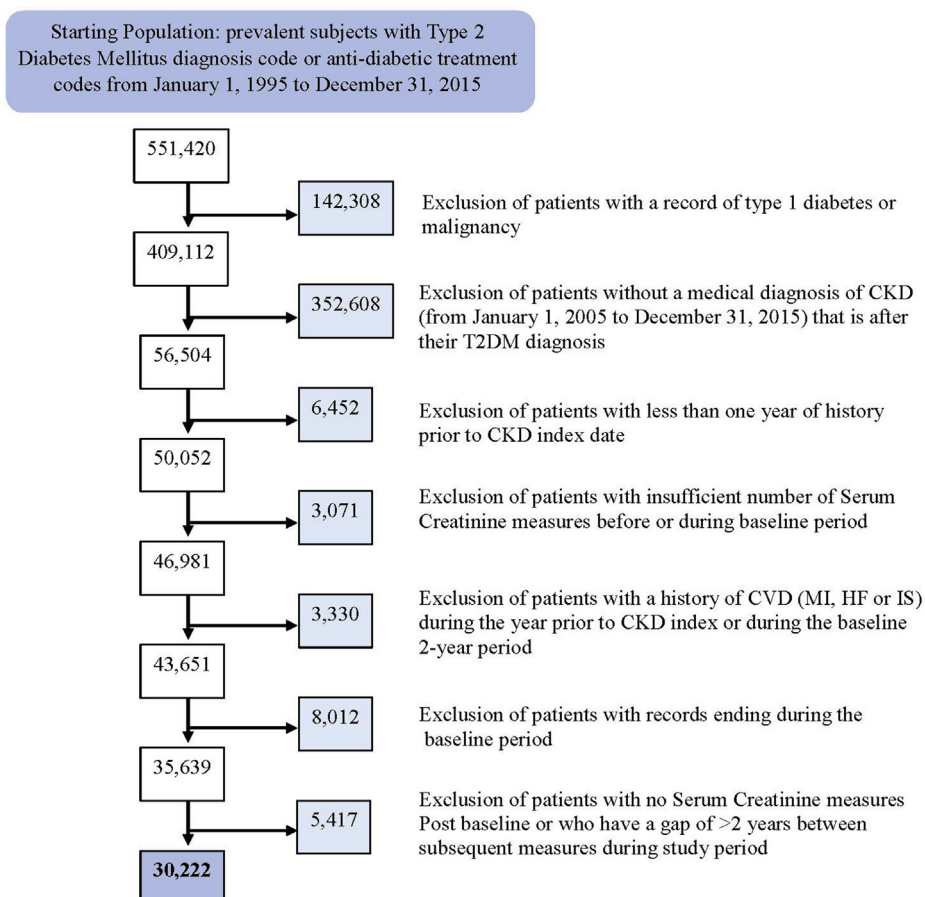 Starting Population: prevalent subjects with Type 2
Diabetes Mellitus diagnosis code or anti-diabetic treatment
codes from January 1, 1995 to December 31, 2015
551,420
142,308
Exclusion of patients with a record of type 1 diabetes or
malignancy
409,112
352,608
Exclusion of patients without a medical diagnosis of CKD
(from January 1, 2005 to December 31, 2015) that is after
their T2DM diagnosis
56,504
6,452
Exclusion of patients with less than one year of history
prior to CKD index date
50,052
3,071
Exclusion of patients with insufficient number of Serum
Creatinine measures before or during baseline period
46,981
3,330
Exclusion of patients with a history of CVD (MI, HF or IS)
during the year prior to CKD index or during the baseline
2-year period
43,651
8,012
Exclusion of patients with records ending during the
baseline period
35,639
5,417
Exclusion of patients with no Serum Creatinine measures
Post baseline or who have a gap of >2 years between
subsequent measures during study period
30,222